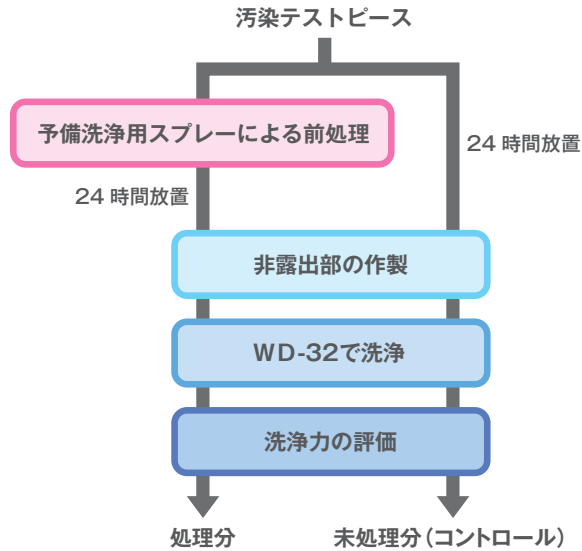 汚染テストピース
予備洗浄用スプレーによる前処理
24 時間放置
24 時間放置
非露出部の作製
WD-32で洗浄
洗浄力の評価
処理分
未処理分（コントロール）